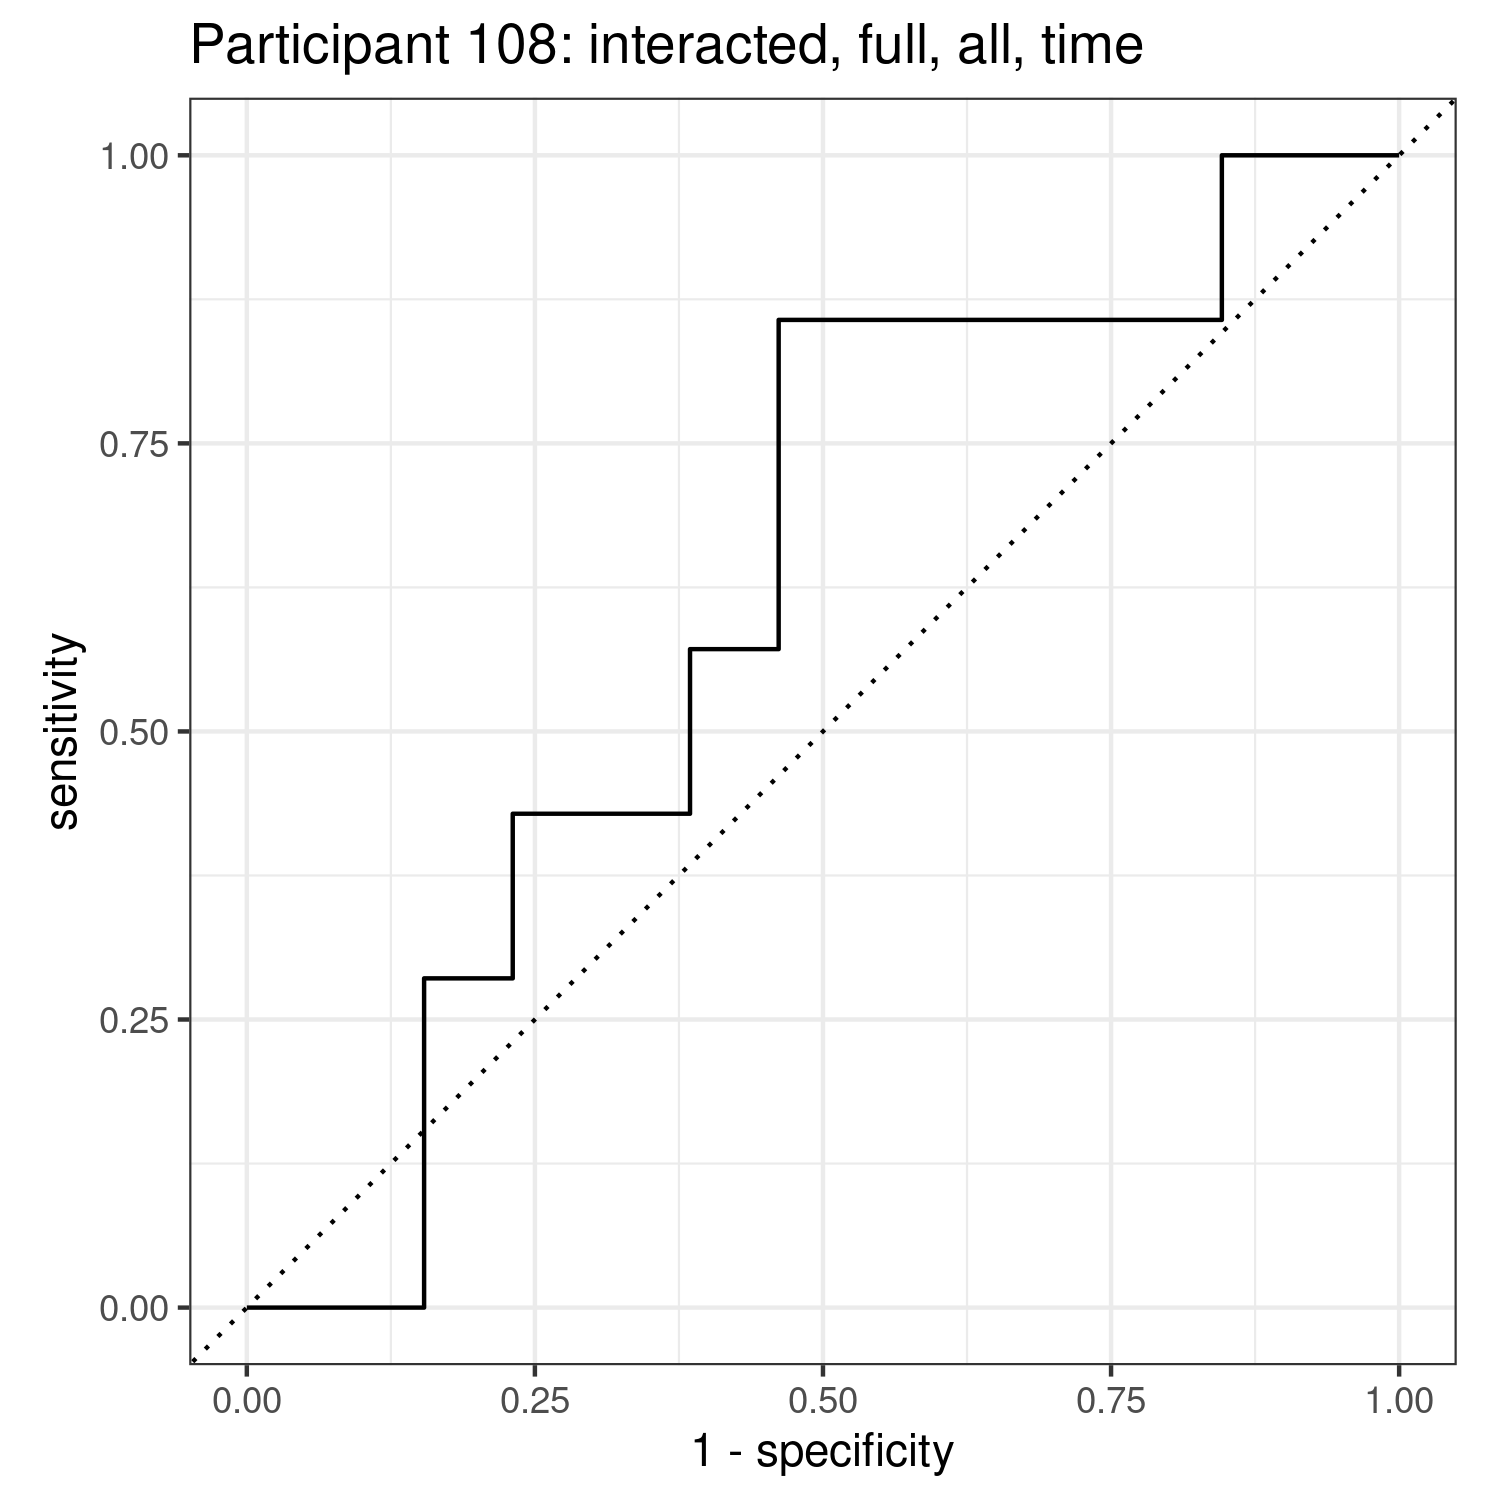 Participant 108: interacted, full, all, time
1.00
0.75
0.50
0.25
0.00
sensitivity
0.00 0.25 0.50 0.75 1.00
1 - specificity